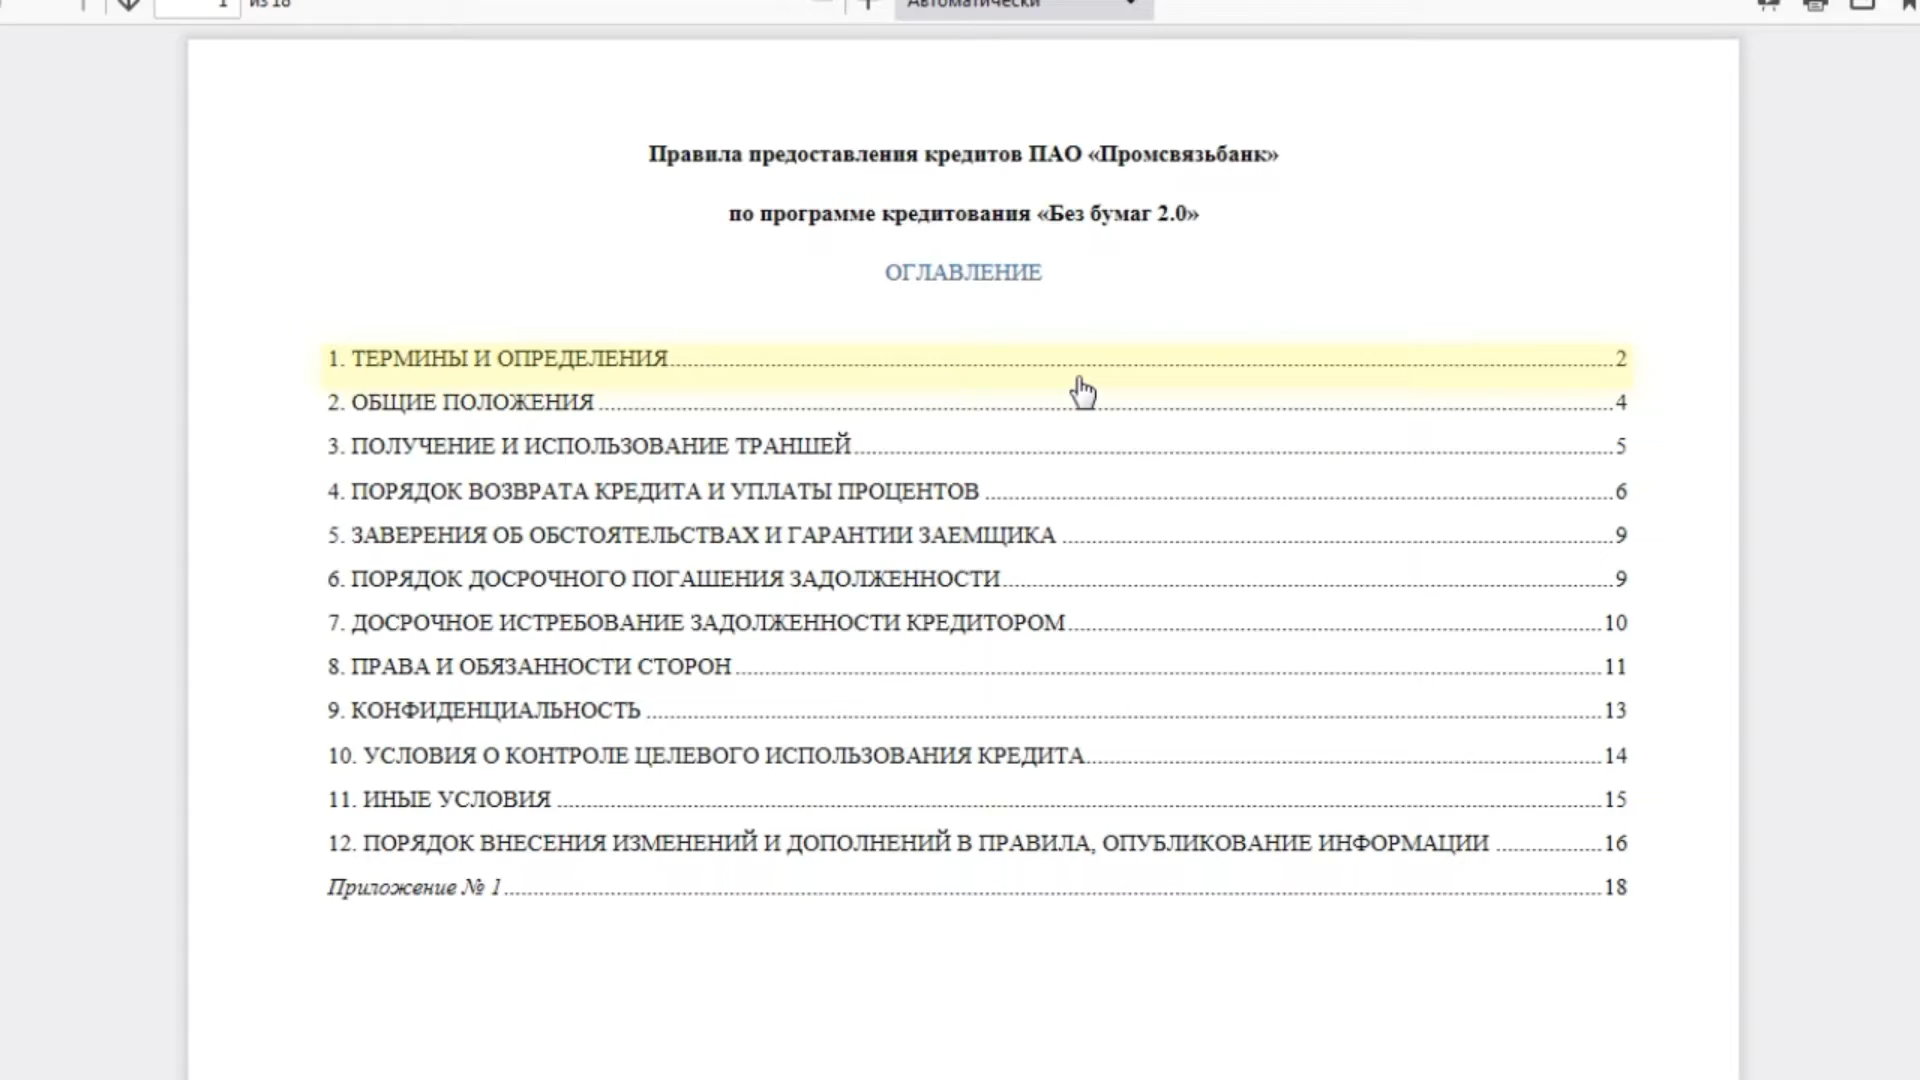 1 из 18 Автоматически
Правила предоставления кредитов ПАО «Промсвязьбанк»
по программе кредитования «Без бумаг 2.0»
ОГЛАВЛЕНИЕ
1. ТЕРМИНЫ И ОПРЕДЕЛЕНИЯ 2
2. ОБЩИЕ ПОЛОЖЕНИЯ 4
3. ПОЛУЧЕНИЕ И ИСПОЛЬЗОВАНИЕ ТРАНШЕЙ 5
4. ПОРЯДОК ВОЗВРАТА КРЕДИТА И УПЛАТЫ ПРОЦЕНТОВ 6
5. ЗАВЕРЕНИЯ ОБ ОБСТОЯТЕЛЬСТВАХ И ГАРАНТИИ ЗАЕМЩИКА 9
6. ПОРЯДОК ДОСРОЧНОГО ПОГАШЕНИЯ ЗАДОЛЖЕННОСТИ 9
7. ДОСРОЧНОЕ ИСТРЕБОВАНИЕ ЗАДОЛЖЕННОСТИ КРЕДИТОРОМ 10
8. ПРАВА И ОБЯЗАННОСТИ СТОРОН 11
9. КОНФИДЕНЦИАЛЬНОСТЬ 13
10. УСЛОВИЯ О КОНТРОЛЕ ЦЕЛЕВОГО ИСПОЛЬЗОВАНИЯ КРЕДИТА 14
11. ИНЫЕ УСЛОВИЯ 15
12. ПОРЯДОК ВНЕСЕНИЯ ИЗМЕНЕНИЙ И ДОПОЛНЕНИЙ В ПРАВИЛА, ОПУБЛИКОВАНИЕ ИНФОРМАЦИИ 16
Приложение № 1 18